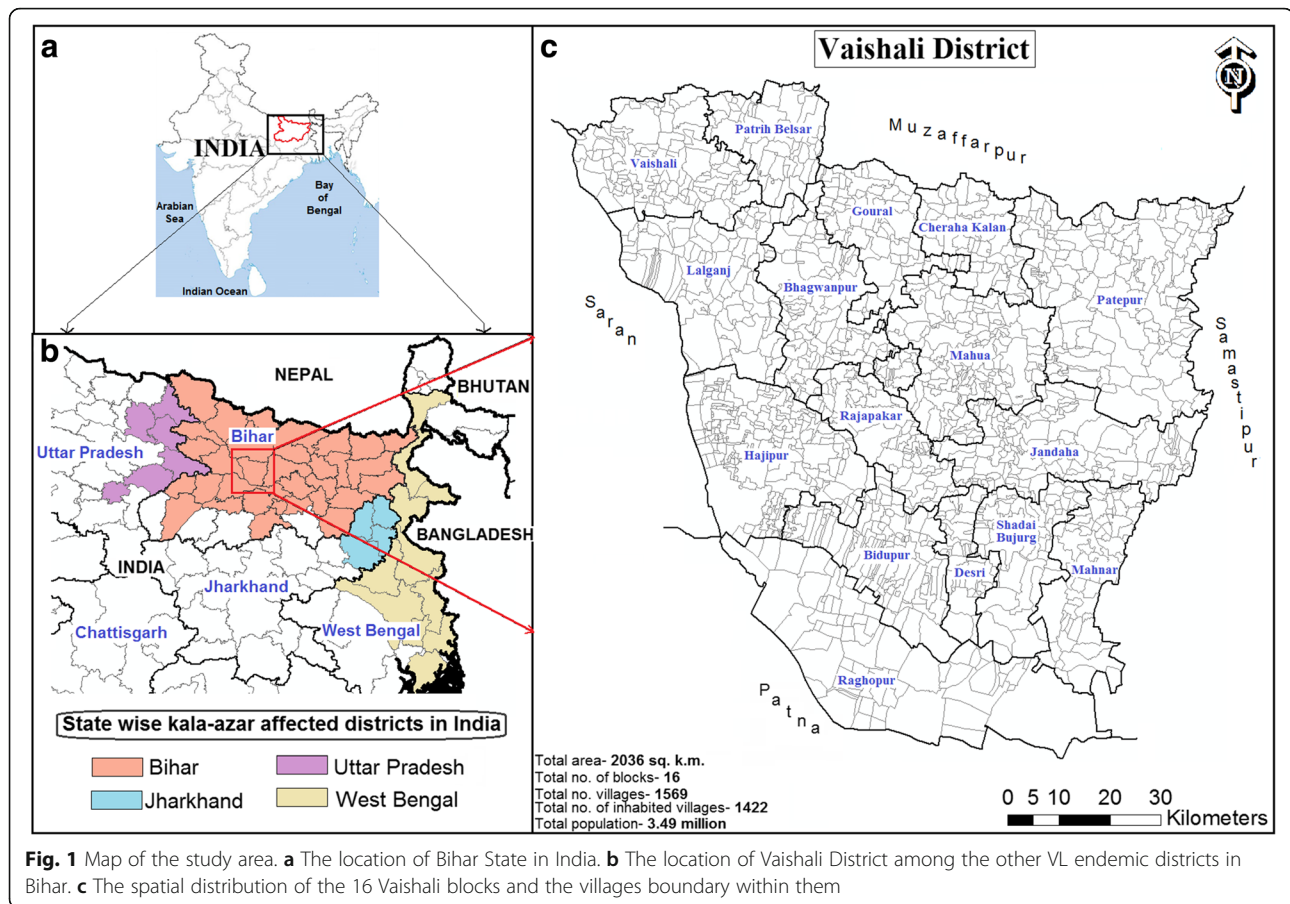 a
INDIA
Arabian
Sea
Bay
of
Bengal
Indian Ocean
b
NEPAL
BHUTAN
Bihar
Uttar Pradesh
BANGLADESH
INDIA
Jharkhand
Chattisgarh
West Bengal
State wise kala-azar affected districts in India
Bihar
Uttar Pradesh
Jharkhand
West Bengal
c
Vaishali District
N
Muzaffarpur
Patrih Belsar
Vaishali
Gourai
Cheraha Kalan
Lalganj
Bhagwanpur
Patepur
Saran
Samastipur
Mahua
Rajapakar
Hajipur
Jandaha
Shadai
Bujurg
Bidupur
Desri
Mahnar
Raghopur
Patna
Total area- 2036 sq. k.m.
Total no. of blocks- 16
Total no. villages- 1569
Total no. of inhabited villages- 1422
Total population- 3.49 million
0 5 10 20 30
Kilometers
Fig. 1 Map of the study area. a The location of Bihar State in India. b The location of Vaishali District among the other VL endemic districts in
Bihar. c The spatial distribution of the 16 Vaishali blocks and the villages boundary within them